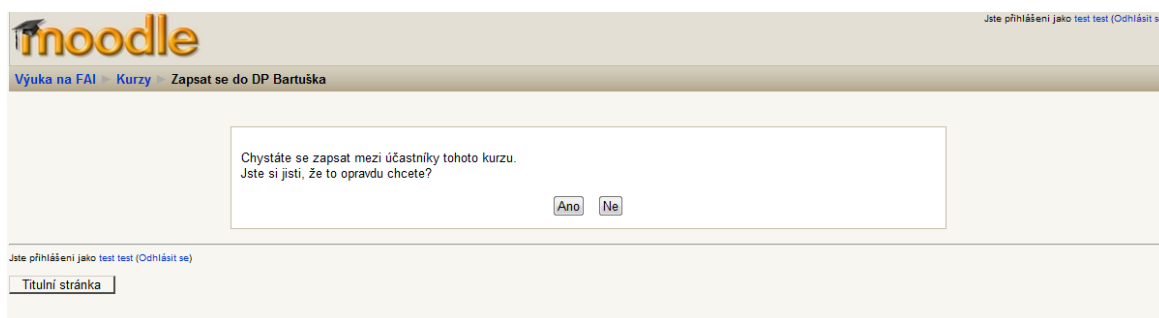 moodle
Jste přihlášeni jako test test (Odhlásit s
Výuka na FAI ► Kurzy ► Zapsat se do DP Bartuška
Chystáte se zapsat mezi účastníky tohoto kurzu.
Jste si jisti, že to opravdu chcete?
Ano Ne
Jste přihlášeni jako test test (Odhlásit se)
Titulní stránka